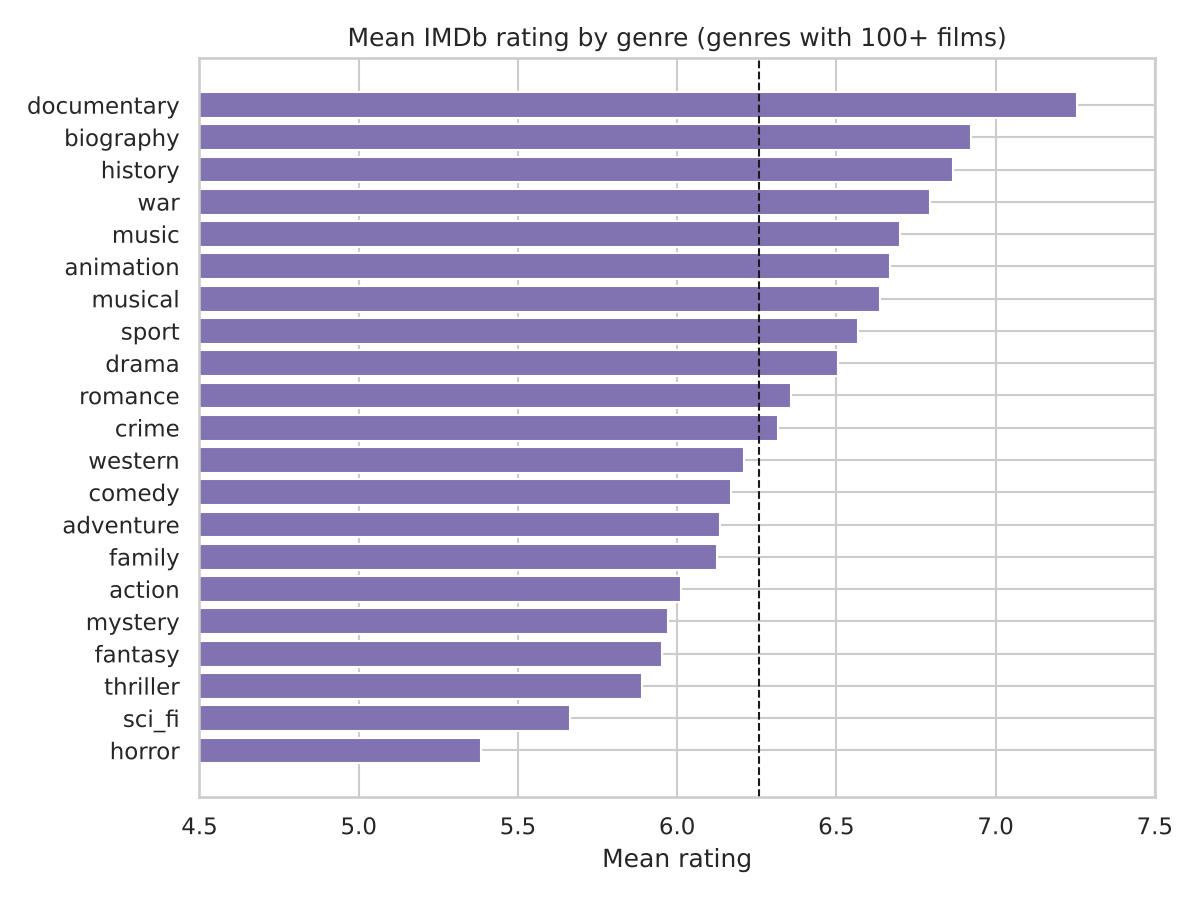 Mean IMDb rating by genre (genres with 100+ films)
documentary
biography
history
war
music
animation
musical
sport
drama
romance
crime
western
comedy
adventure
family
action
mystery
fantasy
thriller
sci_fi
horror
4.5 5.0 5.5 6.0 6.5 7.0 7.5
Mean rating